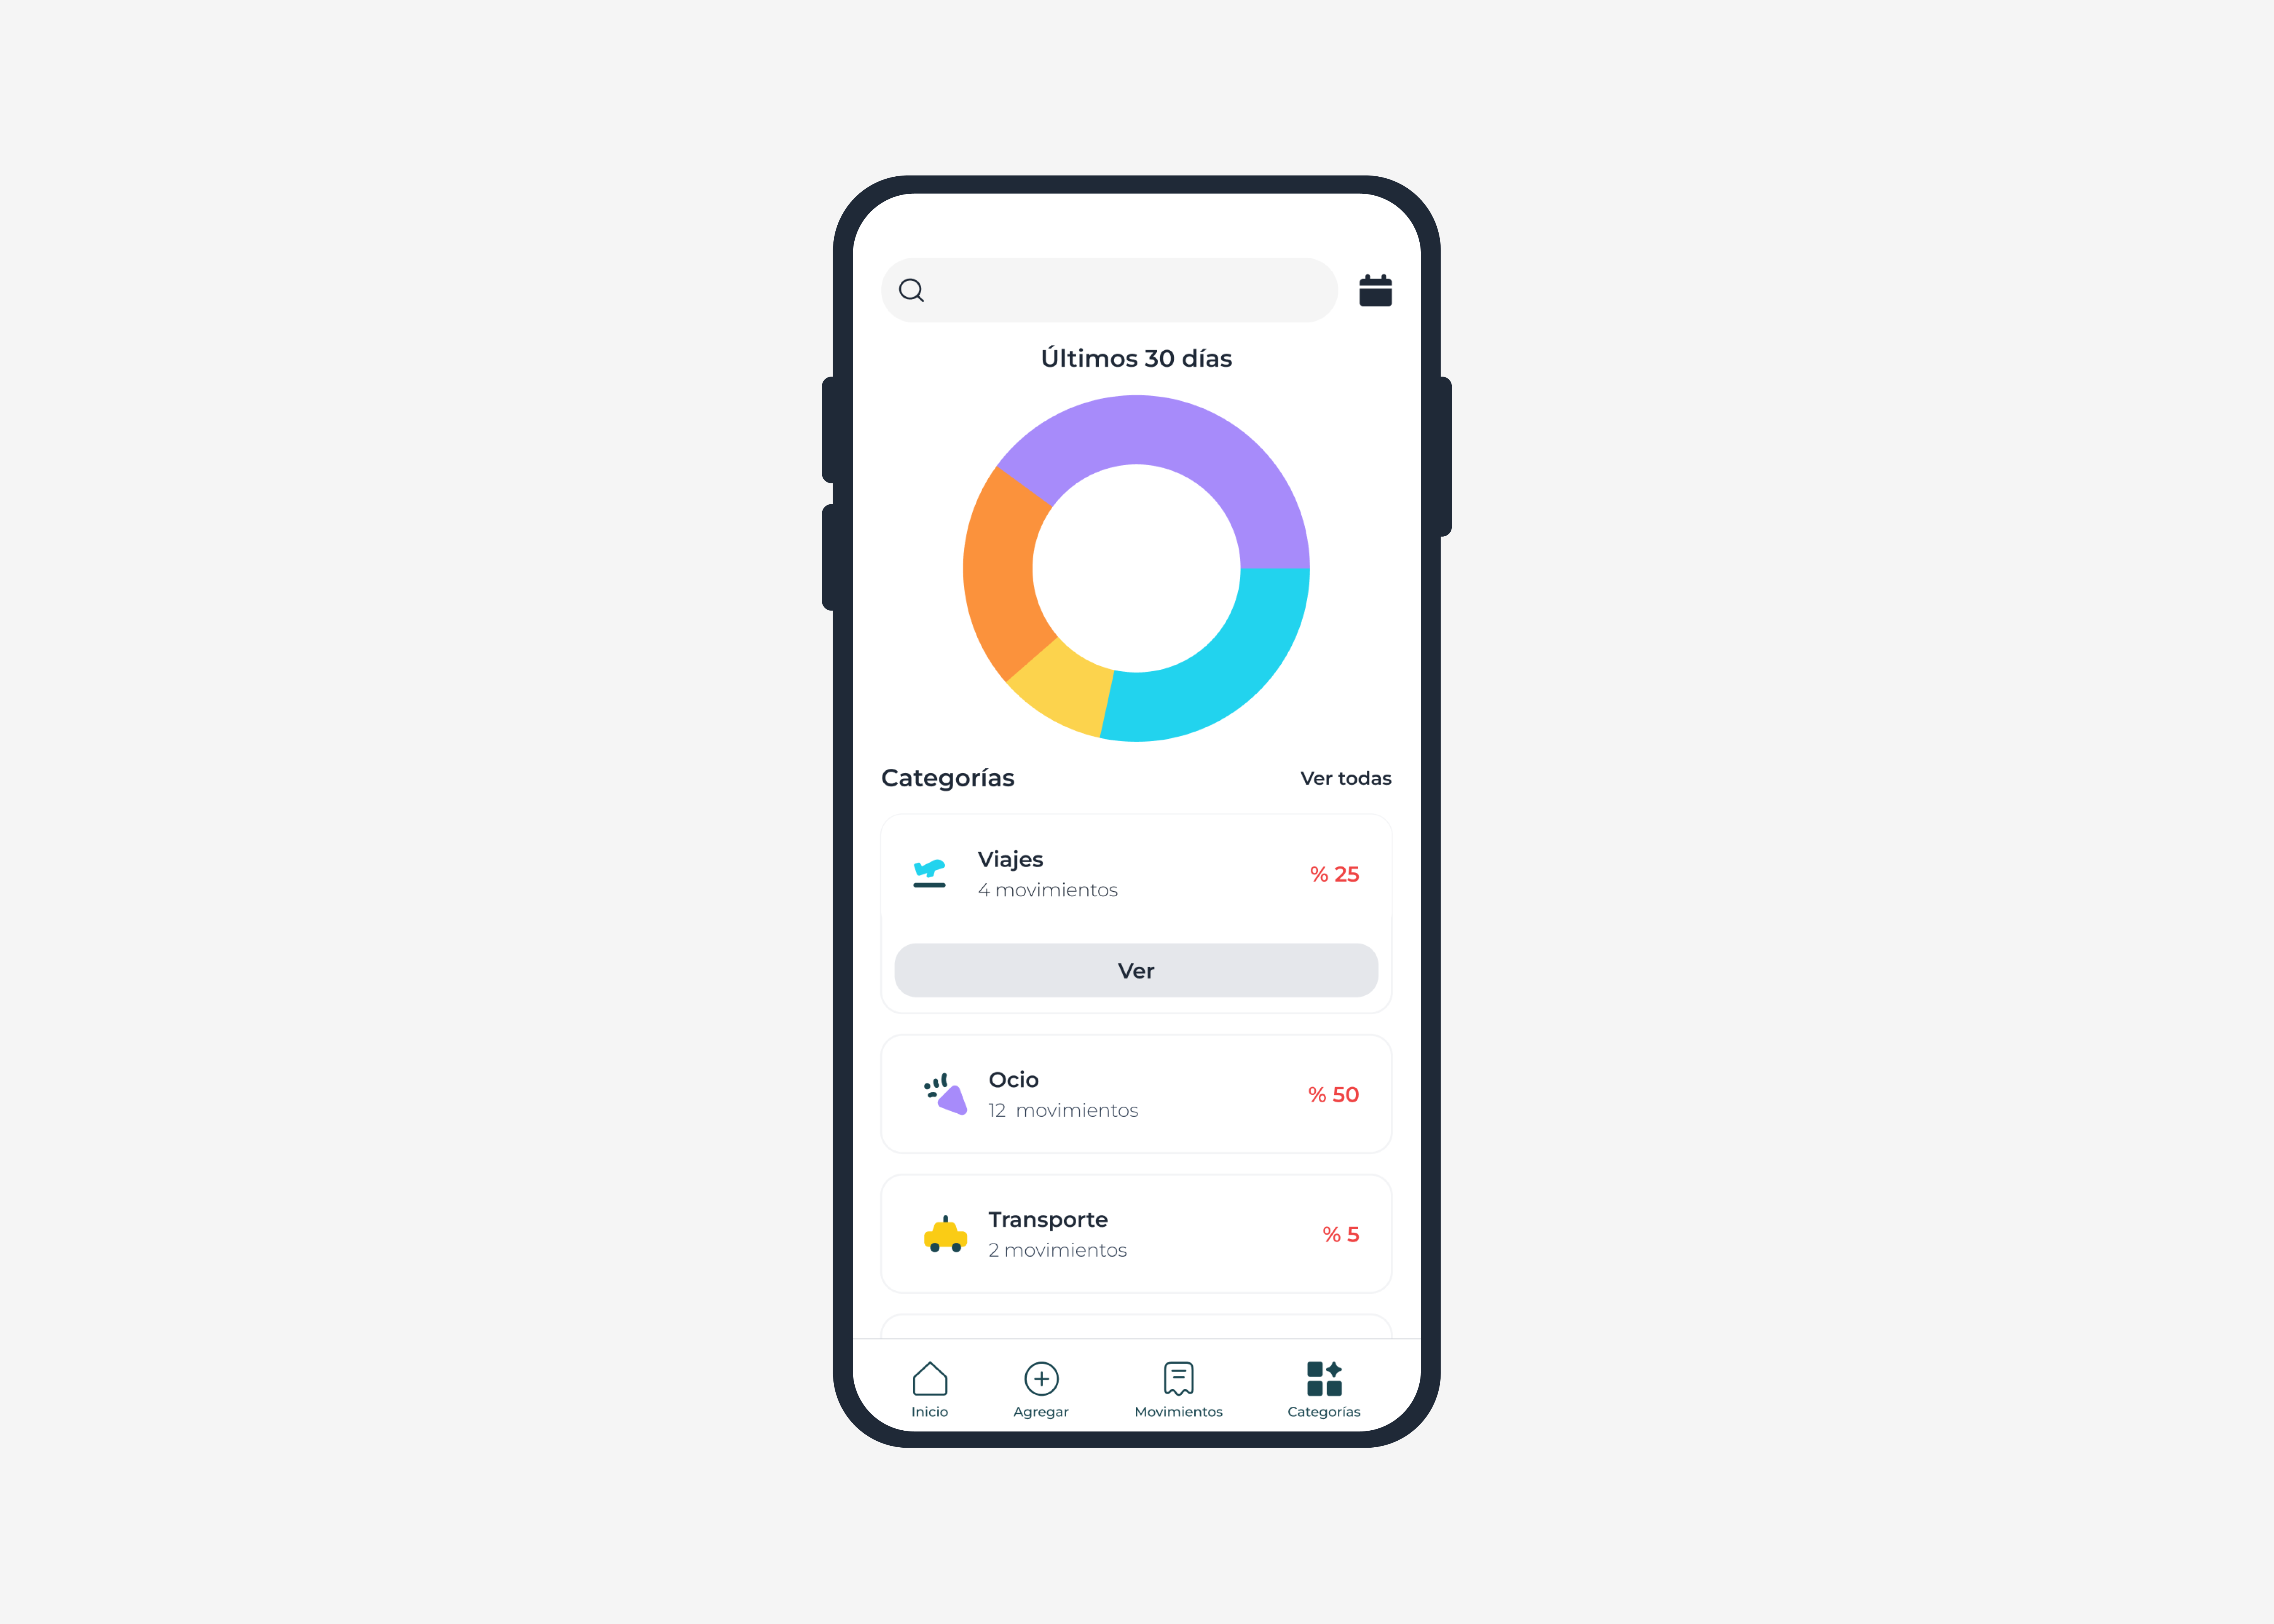 Últimos 30 días
Categorías
Ver todas
Viajes
4 movimientos
% 25
Ver
Ocio
12  movimientos
% 50
Transporte
2 movimientos
% 5
Inicio
Agregar
Movimientos
Categorías